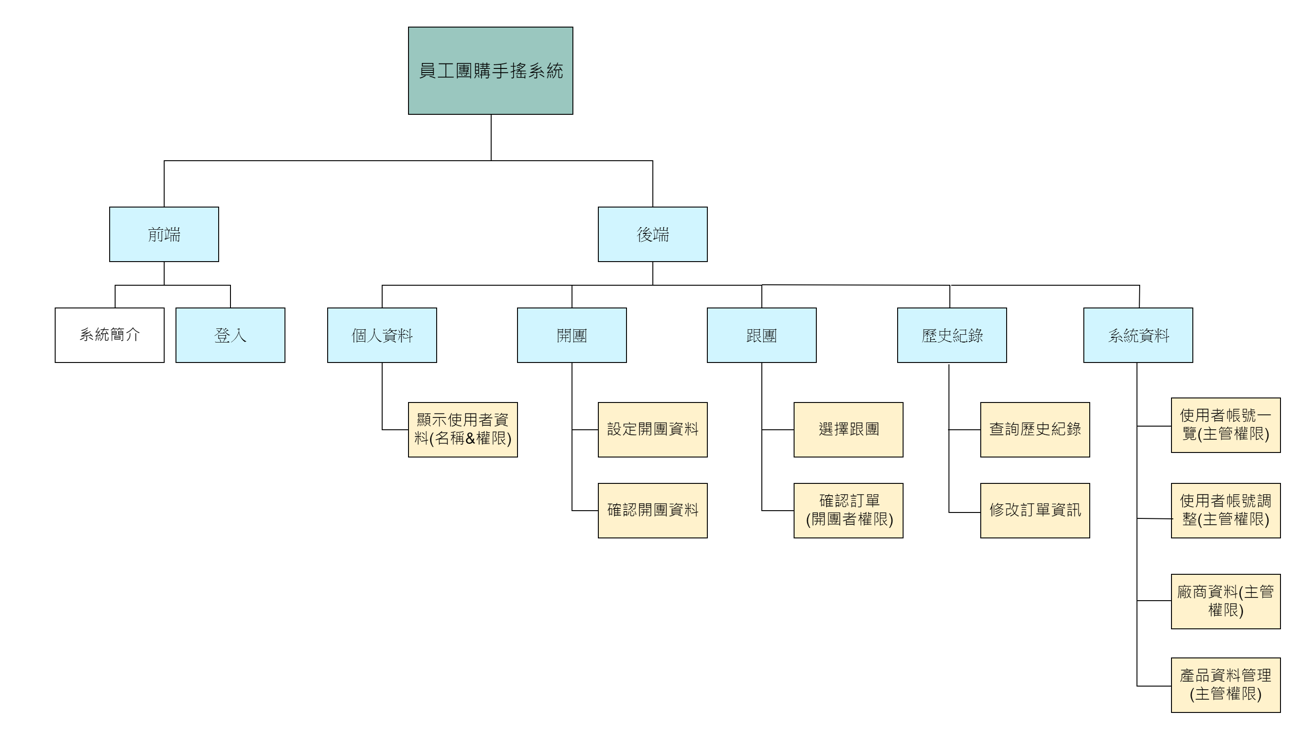 員工團購手搖系統
前端
後端
系統簡介
登入
個人資料
開團
跟團
歷史紀錄
系統資料
顯示使用者資
料(名稱&權限)
設定開團資料
選擇跟團
查詢歷史紀錄
使用者帳號一
覽(主管權限)
確認開團資料
確認訂單
(開團者權限)
修改訂單資訊
使用者帳號調
整(主管權限)
廠商資料(主管
權限)
產品資料管理
(主管權限)